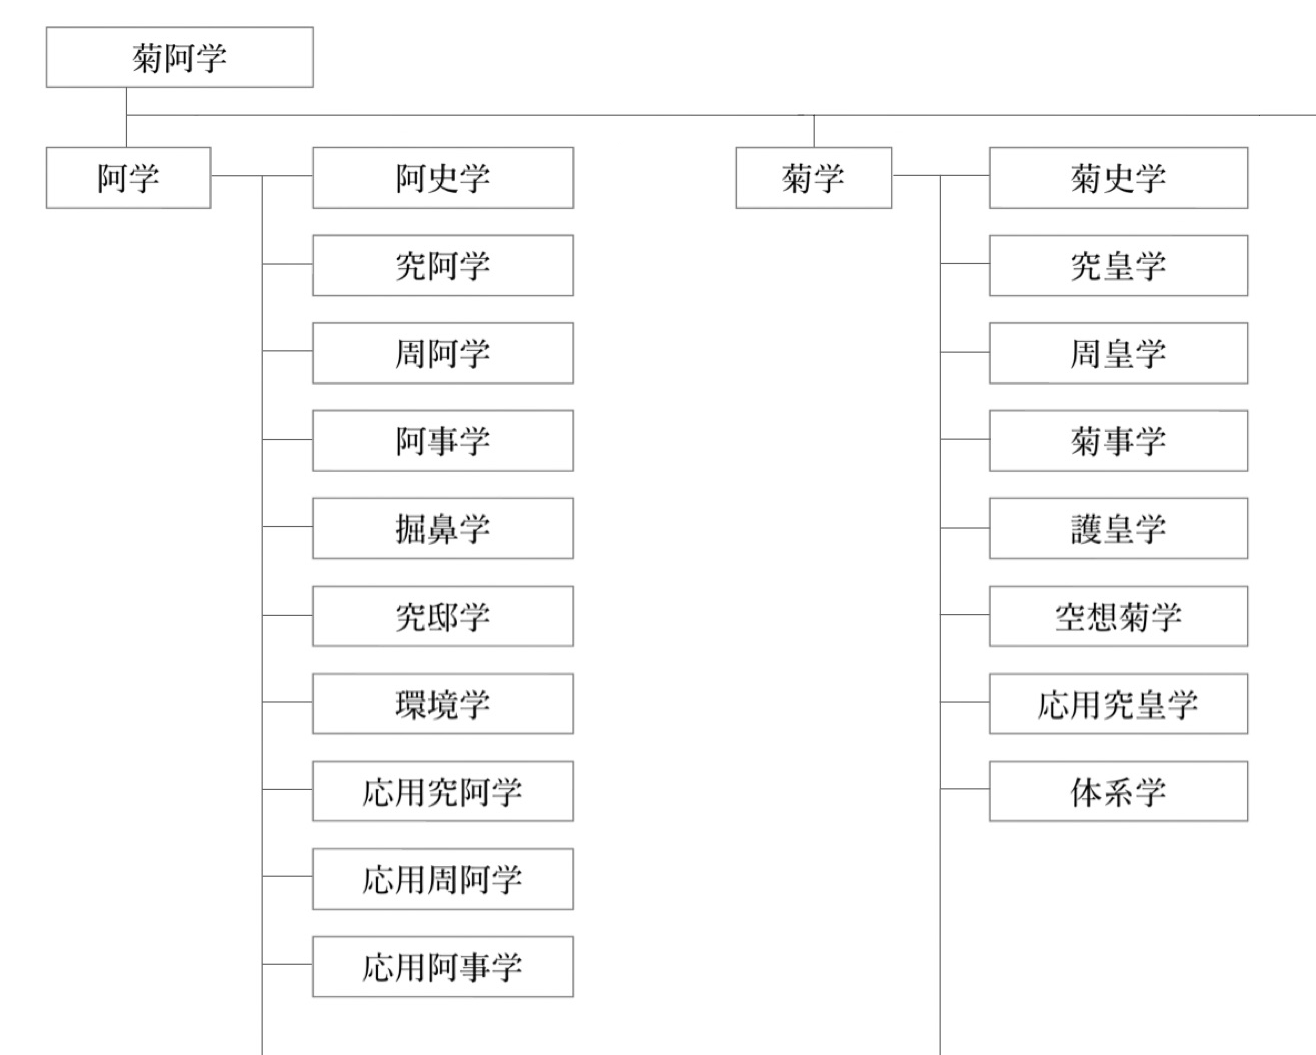 菊阿学
阿学
阿史学
究阿学
周阿学
阿事学
掘鼻学
究邸学
環境学
応用究阿学
応用周阿学
応用阿事学
菊学
菊史学
究皇学
周皇学
菊事学
護皇学
空想菊学
応用究皇学
体系学